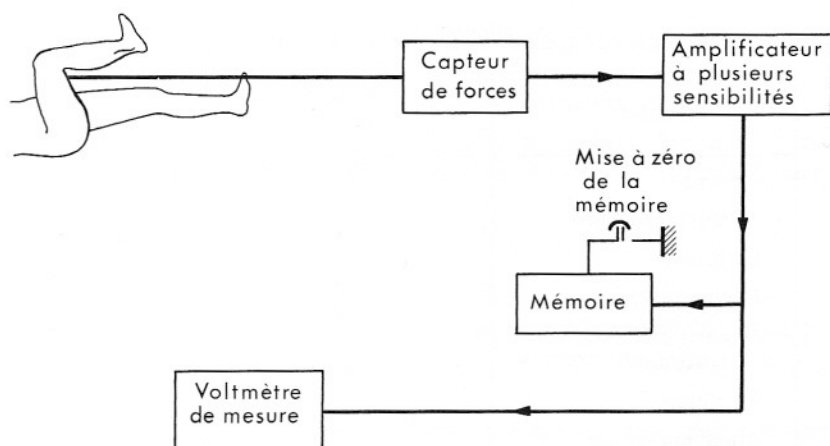 Capteur
de forces
Amplificateur
à plusieurs
sensibilités
Mise à zéro
de la
mémoire
Mémoire
Voltmètre
de mesure